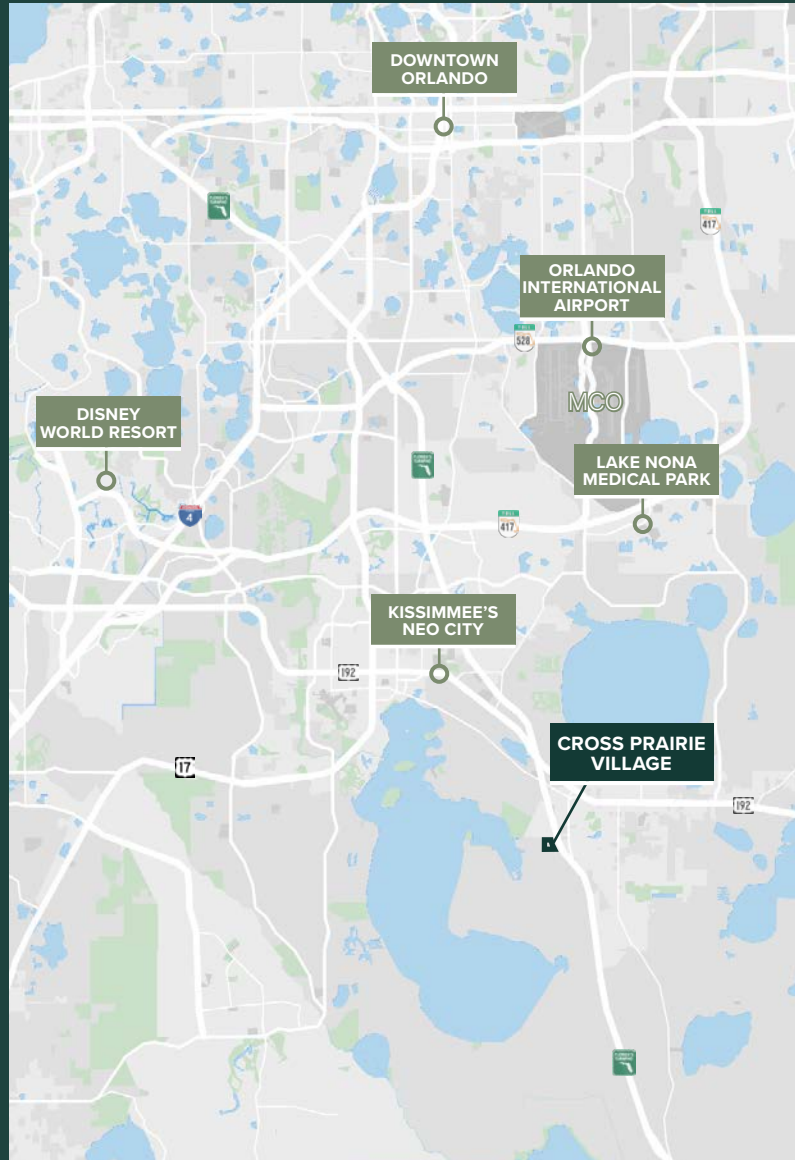 DOWNTOWN
ORLANDO
417
ORLANDO
INTERNATIONAL
AIRPORT
528
MCO
DISNEY
WORLD RESORT
LAKE NONA
MEDICAL PARK
4
417
KISSIMMEE'S
NEO CITY
192
CROSS PRAIRIE
VILLAGE
17
192